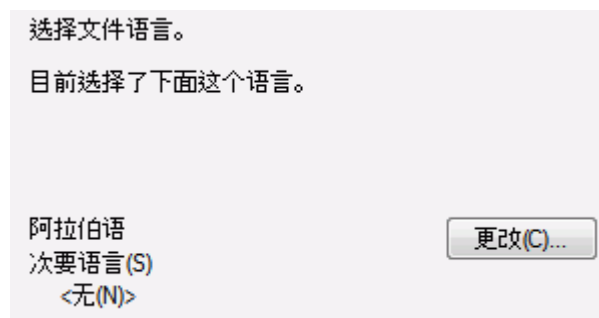 选择文件语言。
目前选择了下面这个语言。
阿拉伯语
更改(C)...
次要语言(S)
<无(N)>